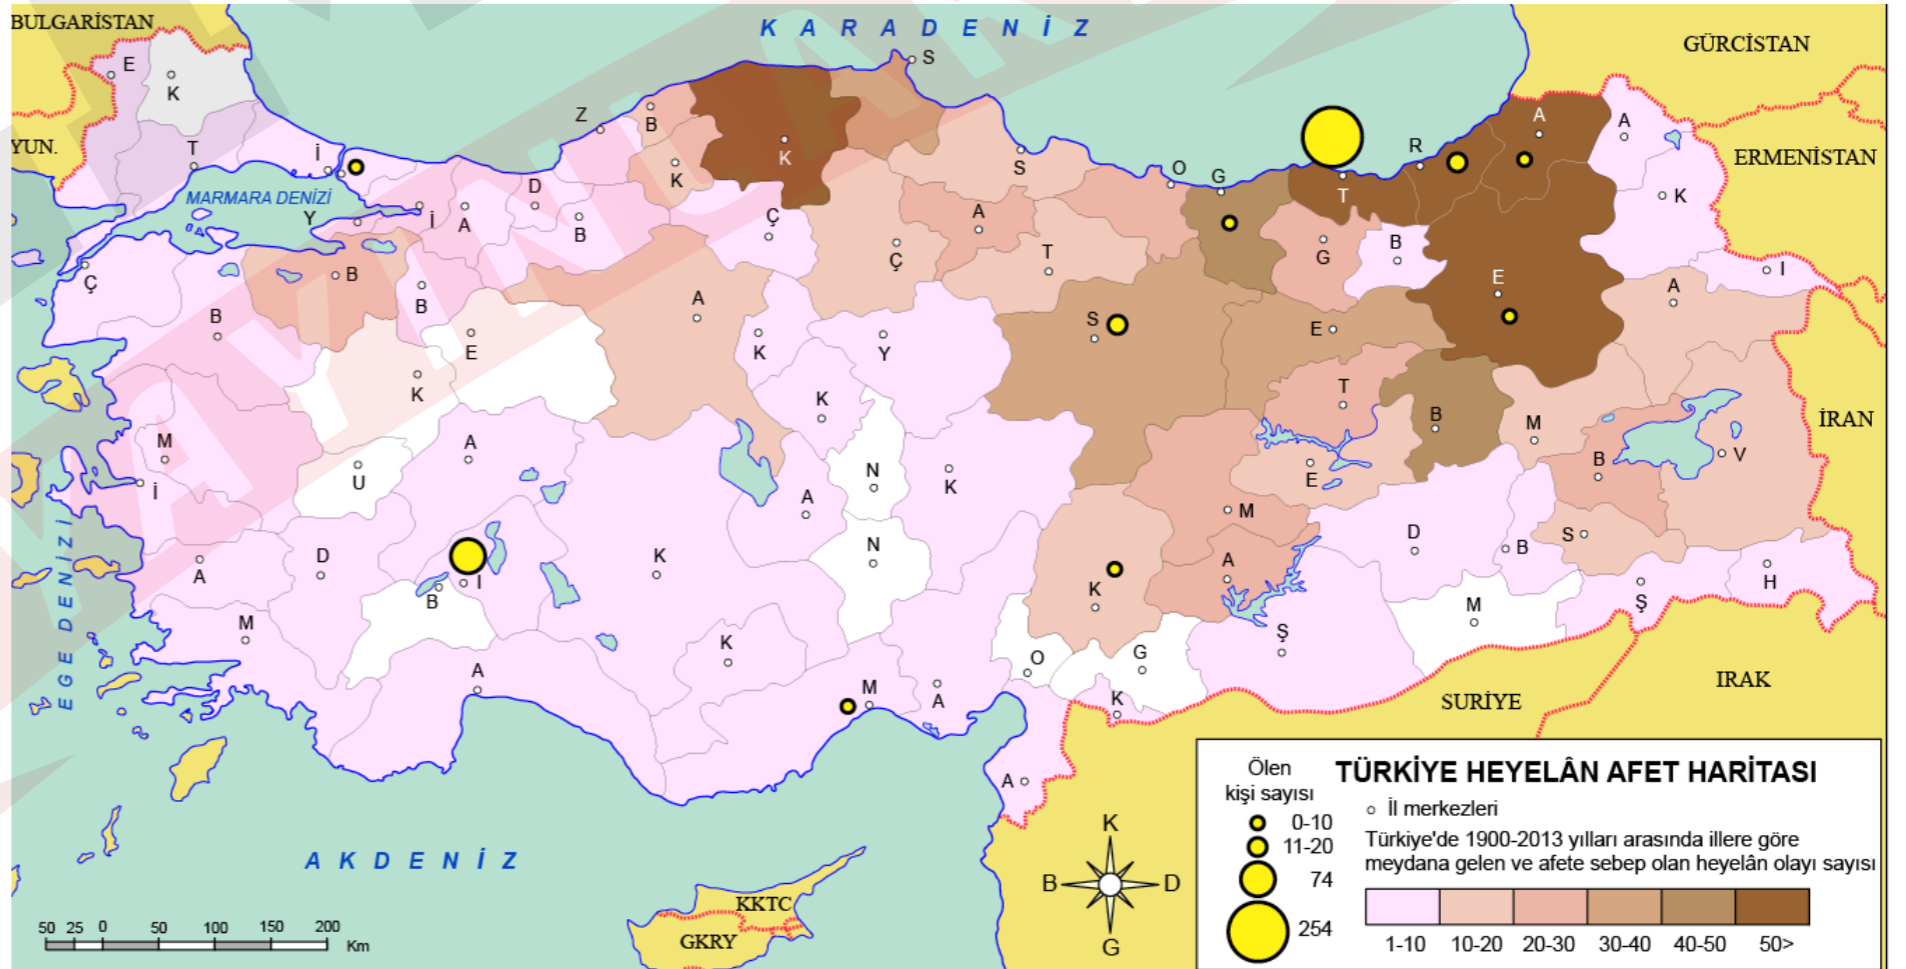 BULGARİSTAN
KARADENİZ
GÜRCİSTAN
E
K
S
Z
B
K
A
A
YUN.
T
İ
R
ERMENİSTAN
MARMARA DENİZİ
Y
İ
A
D
B
K
Ç
S
O
G
T
K
Ç
B
B
B
A
Ç
T
G
B
E
A
I
B
E
K
A
K
Y
S
E
İRAN
M
İ
U
A
K
N
K
T
B
M
B
V
E
A
M
EGE DENİZİ
A
D
B
I
K
N
K
A
D
B
S
H
M
A
K
M
A
O
G
K
Ş
M
Ş
SURİYE
IRAK
A
AKDENİZ
KKTC
GKRY
50 25 0 50 100 150 200
Km
K
B
D
G
TÜRKİYE HEYELÂN AFET HARİTASI
Ölen
kişi sayısı
0-10
11-20
74
254
İl merkezleri
Türkiye'de 1900-2013 yılları arasında illere göre
meydana gelen ve afete sebep olan heyelân olayı sayısı
1-10 10-20 20-30 30-40 40-50 50>